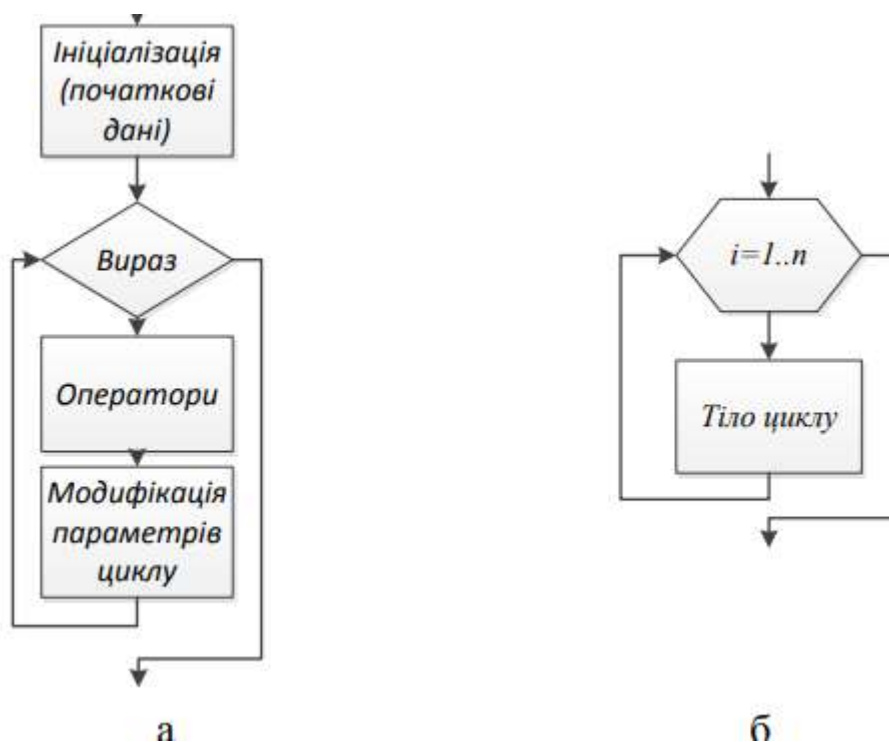 Ініціалізація
(початкові
дані)
Вираз
Оператори
Модифікація
параметрів
циклу
а
i=1..n
Тіло циклу
б